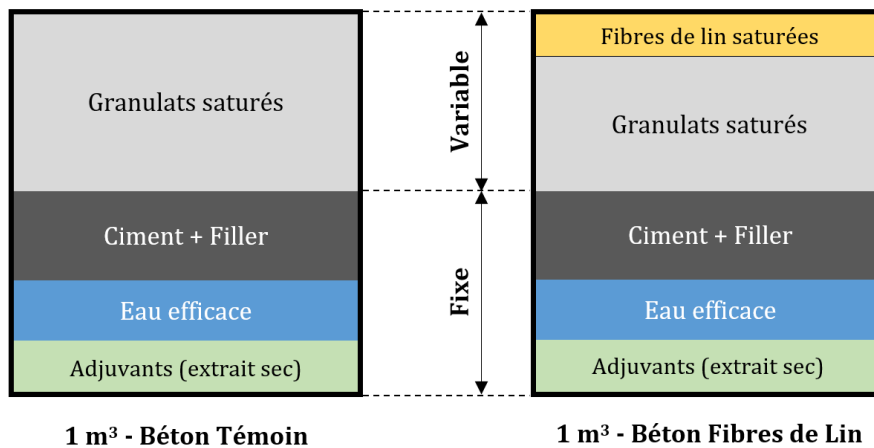 Granulats saturés
Ciment + Filler
Eau efficace
Adjuvants (extrait sec)
1 m³ - Béton Témoin
Variable
Fixe
Fibres de lin saturées
Granulats saturés
Ciment + Filler
Eau efficace
Adjuvants (extrait sec)
1 m³ - Béton Fibres de Lin